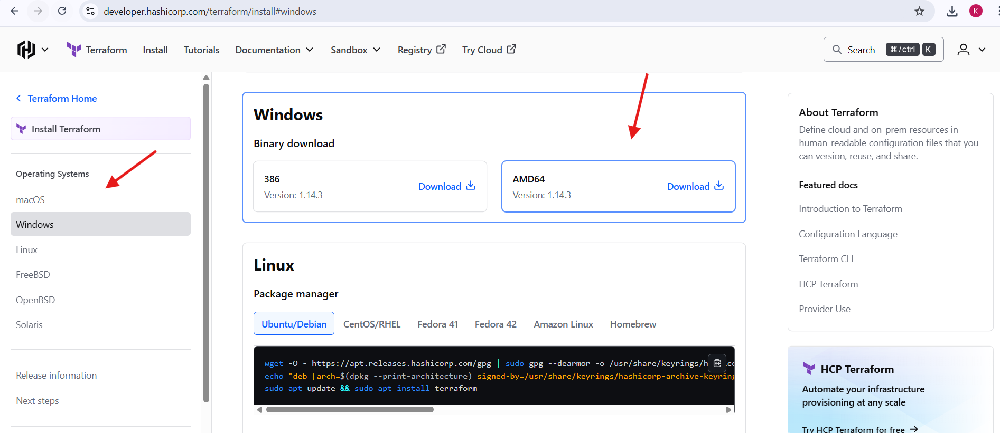 developer.hashicorp.com/terraform/install#windows
K
Terraform
Install
Tutorials
Documentation
Sandbox
Registry
Try Cloud
Search
⌘/ctrl
K
Terraform Home
Install Terraform
Operating Systems
macOS
Windows
Linux
FreeBSD
OpenBSD
Solaris
Release information
Next steps
Windows
Binary download
386
Version: 1.14.3
Download
AMD64
Version: 1.14.3
Download
Linux
Package manager
Ubuntu/Debian
CentOS/RHEL
Fedora 41
Fedora 42
Amazon Linux
Homebrew
wget -O - https://apt.releases.hashicorp.com/gpg | sudo gpg --dearmor -o /usr/share/keyrings/h
echo "deb [arch=$(dpkg --print-architecture) signed-by=/usr/share/keyrings/hashicorp-archive-keyring
sudo apt update && sudo apt install terraform
About Terraform
Define cloud and on-prem resources in
human-readable configuration files that you
can version, reuse, and share.
Featured docs
Introduction to Terraform
Configuration Language
Terraform CLI
HCP Terraform
Provider Use
HCP Terraform
Automate your infrastructure
provisioning at any scale
Try HCP Terraform for free